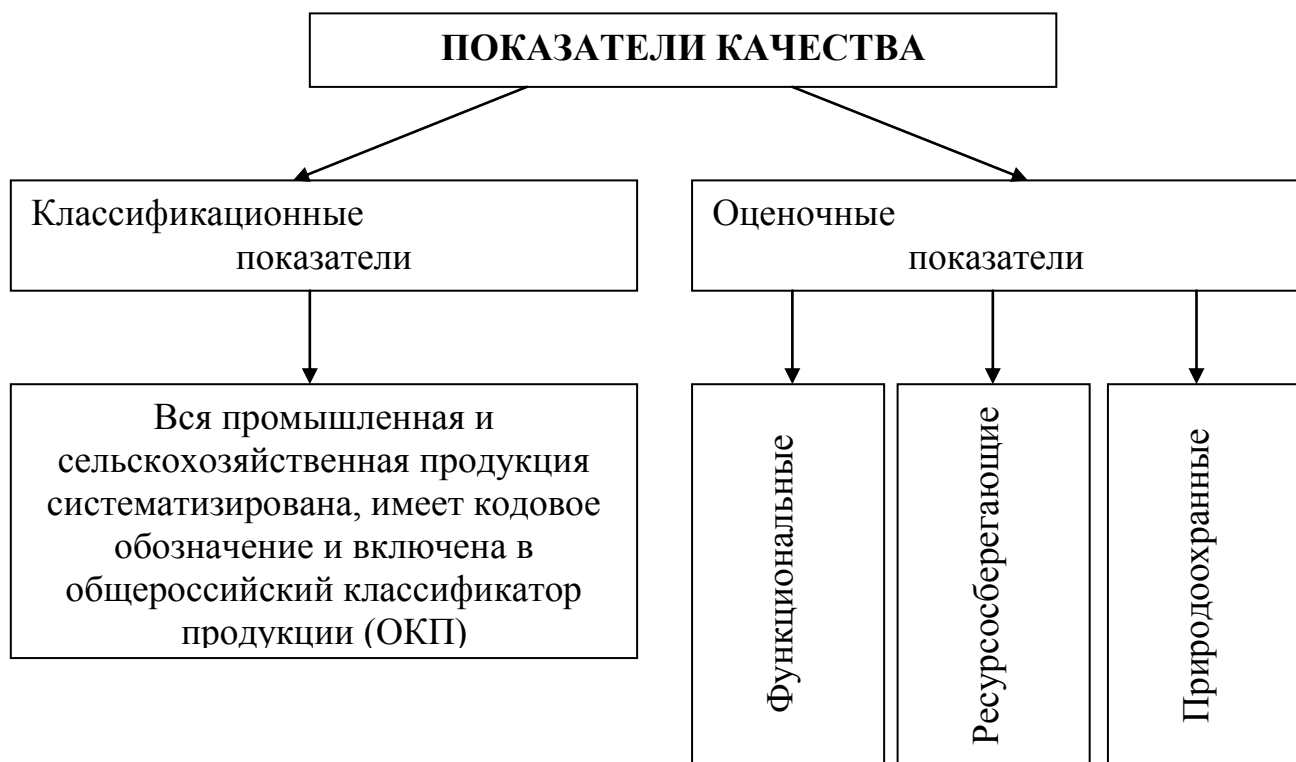 ПОКАЗАТЕЛИ КАЧЕСТВА
Классификационные
показатели
Оценочные
показатели
Вся промышленная и
сельскохозяйственная продукция
систематизирована, имеет кодовое
обозначение и включена в
общероссийский классификатор
продукции (ОКП)
Функциональные
Ресурсосберегающие
Природоохранные